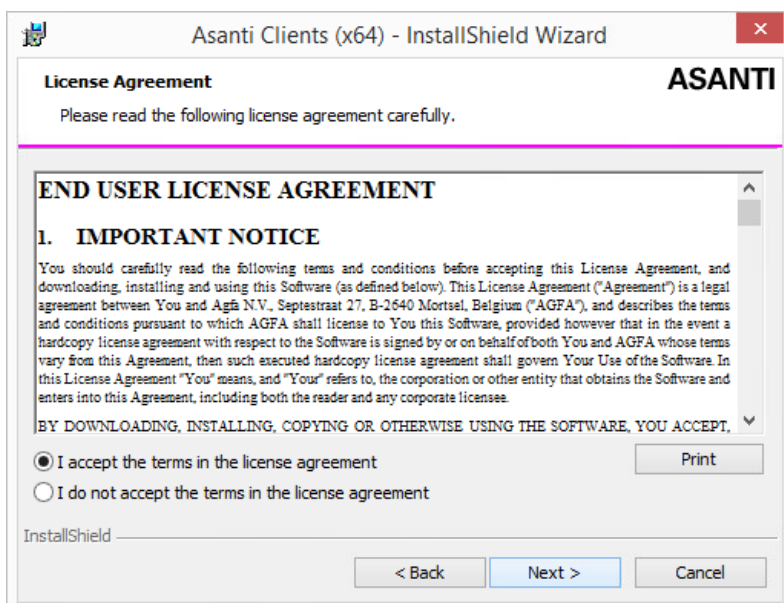 Asanti Clients (x64) - InstallShield Wizard
License Agreement
ASANTI
Please read the following license agreement carefully.
END USER LICENSE AGREEMENT
1. IMPORTANT NOTICE
You should carefully read the following terms and conditions before accepting this License Agreement, and
downloading, installing and using this Software (as defined below). This License Agreement ("Agreement") is a legal
agreement between You and Agfa N.V., Septestraat 27, B-2640 Mortsel, Belgium ("AGFA"), and describes the terms
and conditions pursuant to which AGFA shall license to You this Software, provided however that in the event a
hardcopy license agreement with respect to the Software is signed by or on behalf of both You and AGFA whose terms
vary from this Agreement, then such executed hardcopy license agreement shall govern Your Use of the Software. In
this License Agreement "You" means, and "Your" refers to, the corporation or other entity that obtains the Software and
enters into this Agreement, including both the reader and any corporate licensee.
BY DOWNLOADING, INSTALLING, COPYING OR OTHERWISE USING THE SOFTWARE, YOU ACCEPT,
I accept the terms in the license agreement
Print
I do not accept the terms in the license agreement
InstallShield
< Back
Next >
Cancel